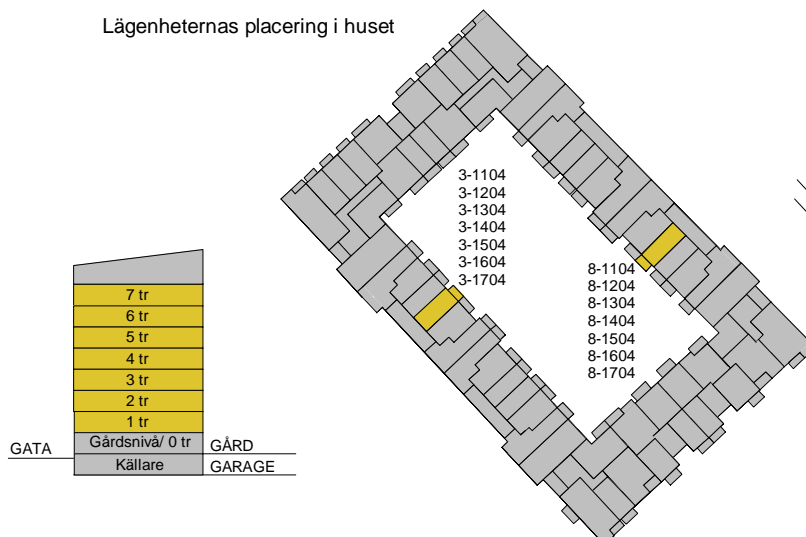 Lägenheternas placering i huset
3-1104
3-1204
3-1304
3-1404
3-1504
3-1604
3-1704
8-1104
8-1204
8-1304
8-1404
8-1504
8-1604
8-1704
7 tr
6 tr
5 tr
4 tr
3 tr
2 tr
1 tr
Gårdsnivå/ 0 tr
GATA
GÅRD
Källare
GARAGE